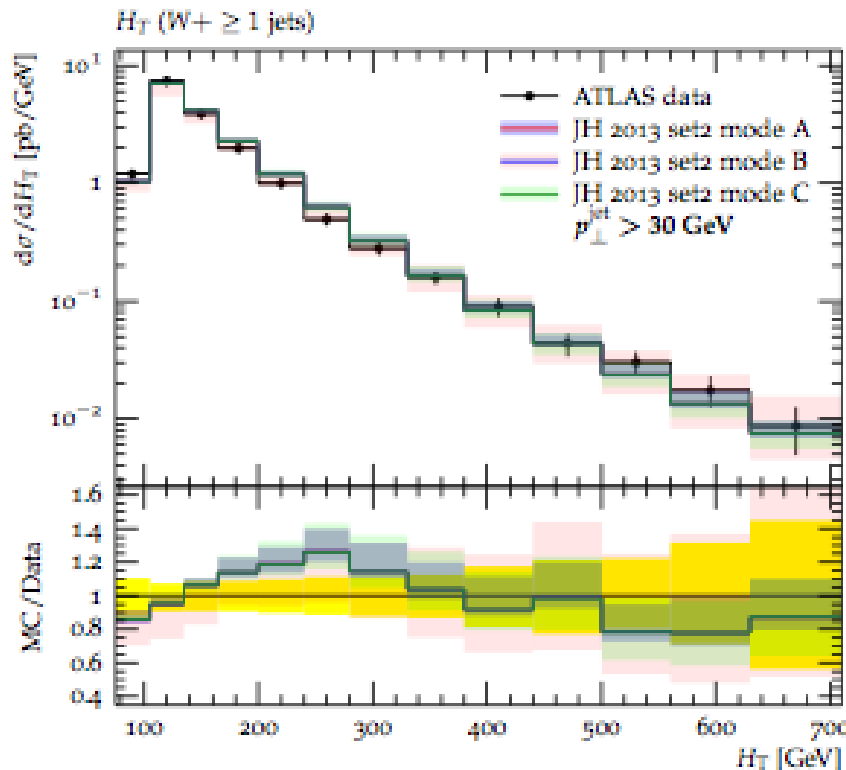 H_T (W+ ≥ 1 jets)
dσ/dH_T [pb/GeV]
10^1
1
10^−1
10^−2
ATLAS data
JH 2013 set2 mode A
JH 2013 set2 mode B
JH 2013 set2 mode C
p_⊥^jet > 30 GeV
MC/Data
1.6
1.4
1.2
1
0.8
0.6
0.4
100 200 300 400 500 600 700
H_T [GeV]